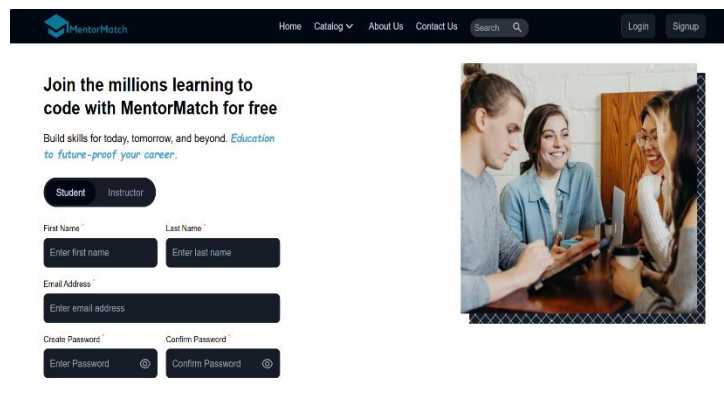 MentorMatch
Home Catalog About Us Contact Us Search Login Signup
Join the millions learning to
code with MentorMatch for free
Build skills for today, tomorrow, and beyond. Education
to future-proof your career.
Student Instructor
First Name * Last Name *
Enter first name Enter last name
Email Address *
Enter email address
Create Password * Confirm Password *
Enter Password Confirm Password